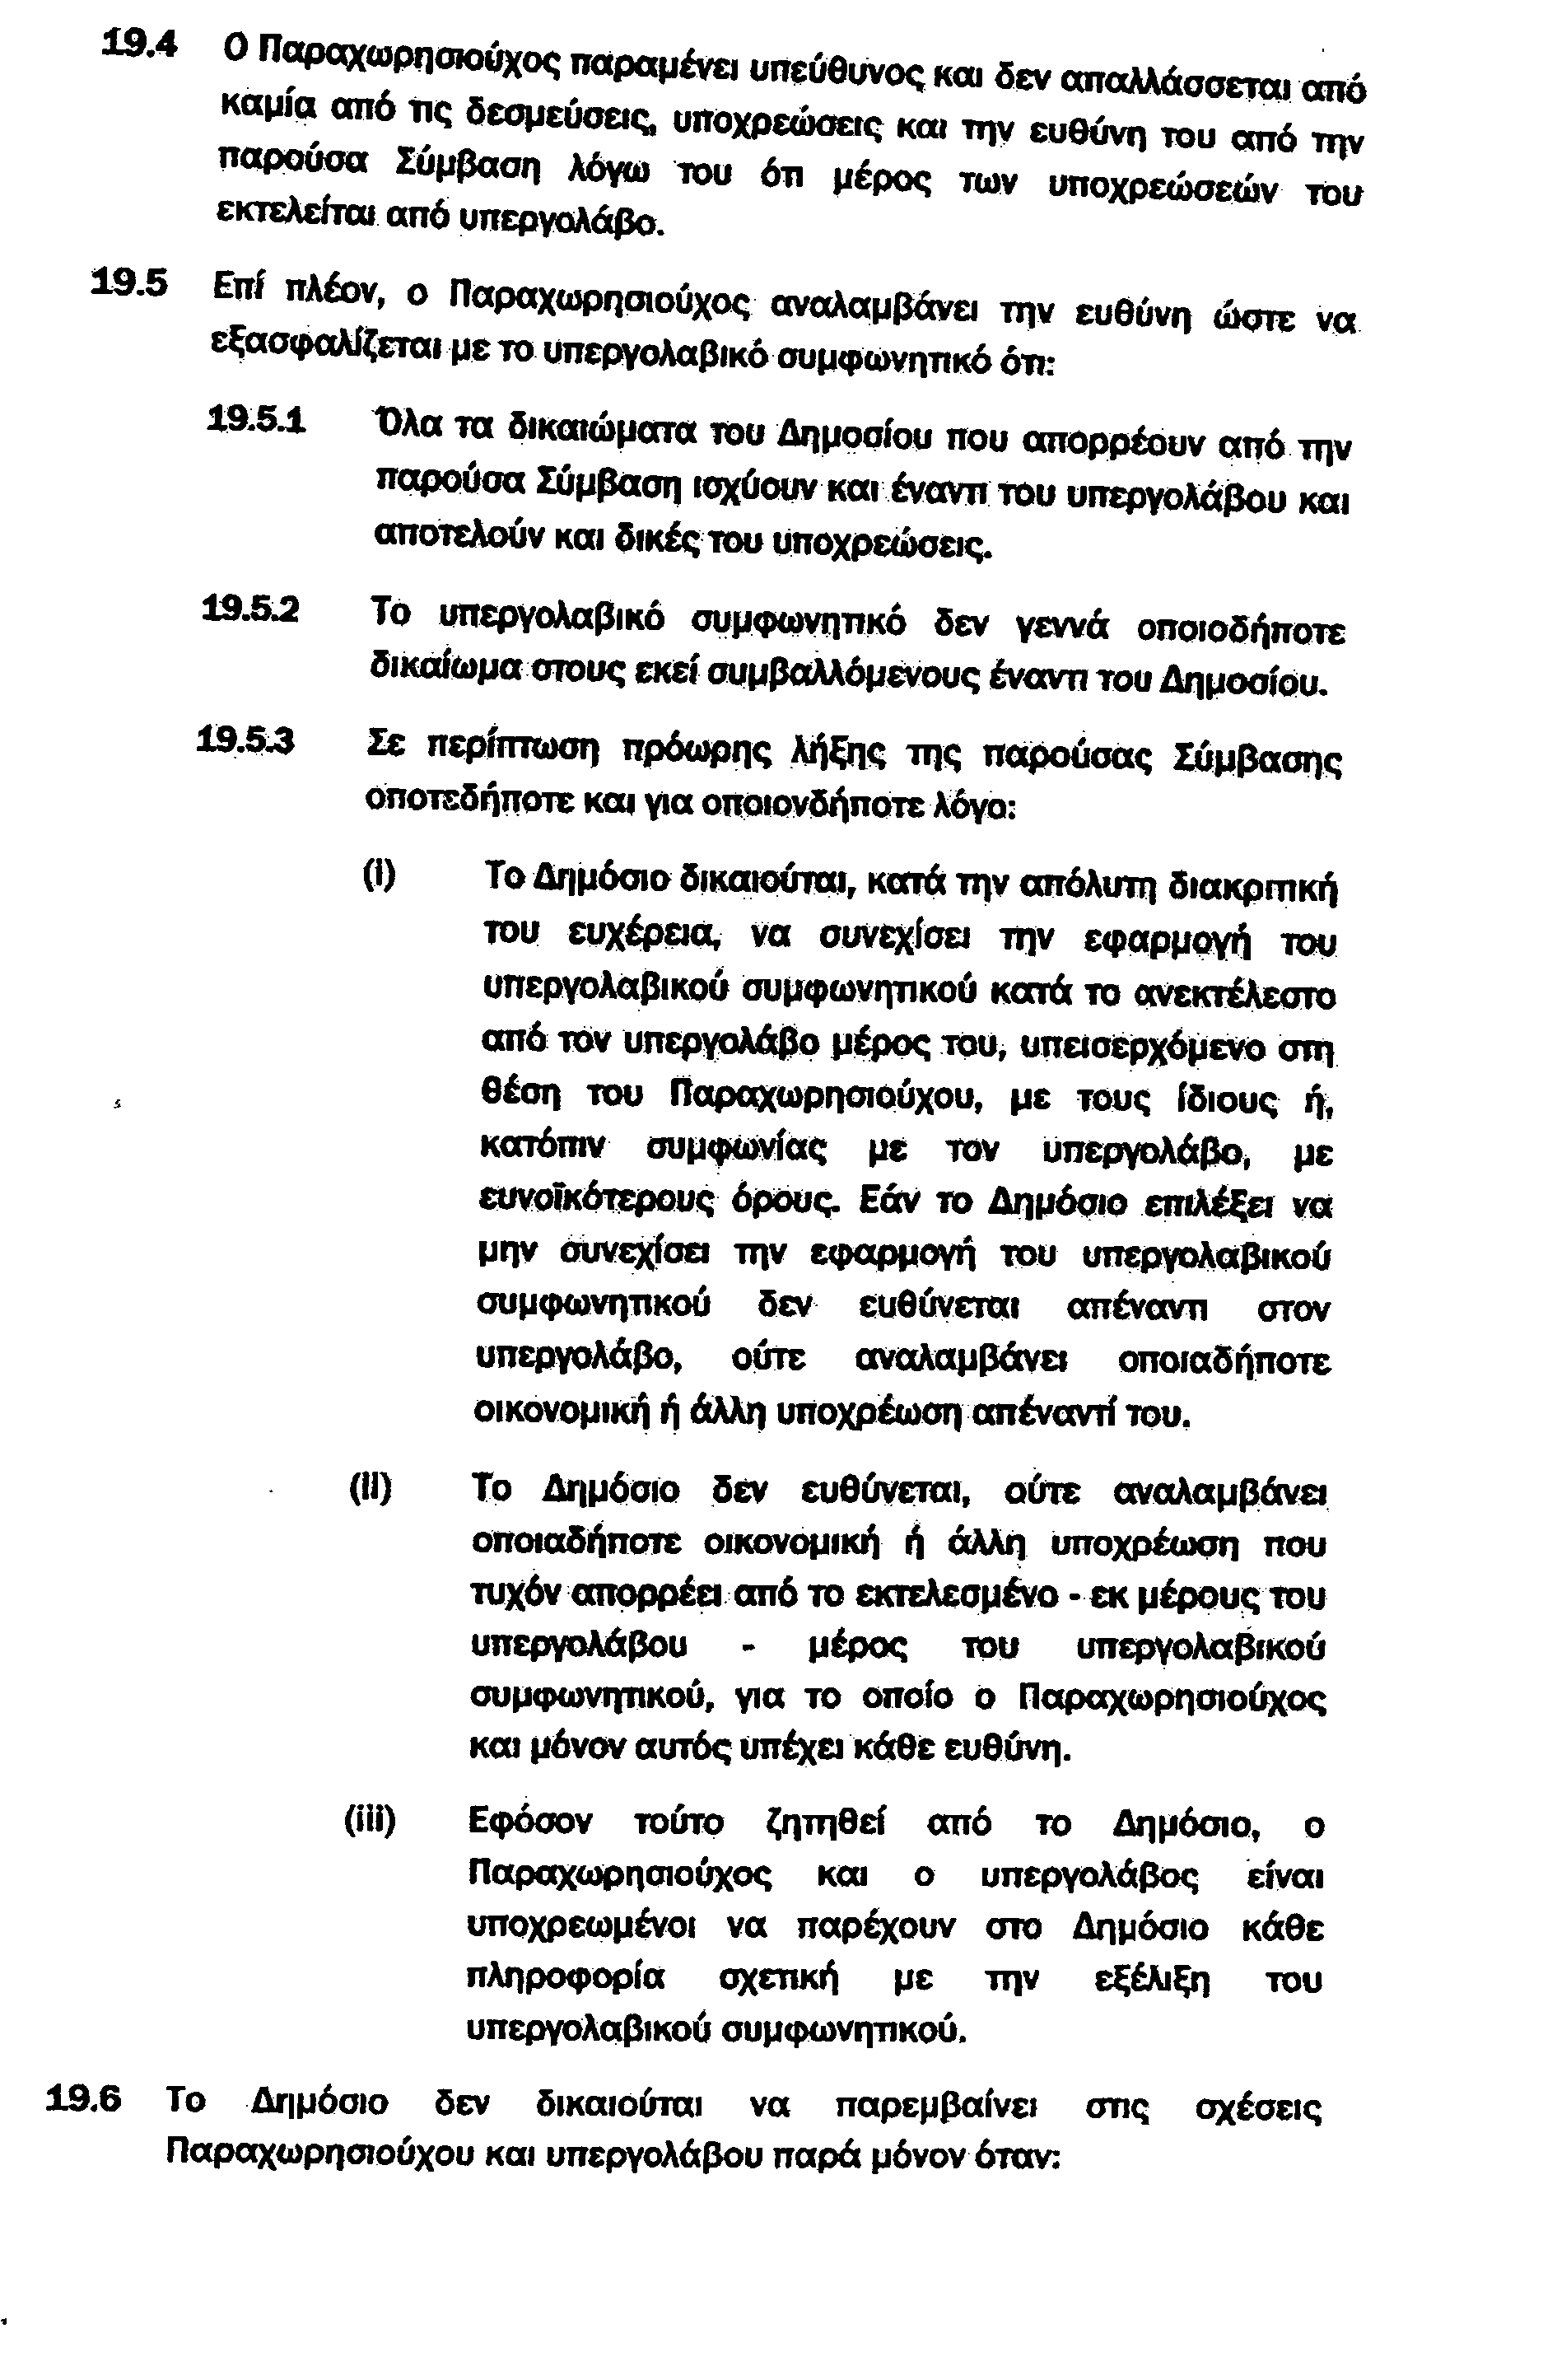 19.4 Ο Παραχωρησιούχος παραμένει υπεύθυνος και δεν απαλλάσσεται από
καμία από τις δεσμεύσεις, υποχρεώσεις και την ευθύνη του από την
παρούσα Σύμβαση λόγω του ότι μέρος των υποχρεώσεών του
εκτελείται από υπεργολάβο.
19.5 Επί πλέον, ο Παραχωρησιούχος αναλαμβάνει την ευθύνη ώστε να
εξασφαλίζεται με το υπεργολαβικό συμφωνητικό ότι:
19.5.1 Όλα τα δικαιώματα του Δημοσίου που απορρέουν από την
παρούσα Σύμβαση ισχύουν και έναντι του υπεργολάβου και
αποτελούν και δικές του υποχρεώσεις.
19.5.2 Το υπεργολαβικό συμφωνητικό δεν γεννά οποιοδήποτε
δικαίωμα στους εκεί συμβαλλόμενους έναντι του Δημοσίου.
19.5.3 Σε περίπτωση πρόωρης λήξης της παρούσας Σύμβασης
οποτεδήποτε και για οποιονδήποτε λόγο:
(i) Το Δημόσιο δικαιούται, κατά την απόλυτη διακριτική
του ευχέρεια, να συνεχίσει την εφαρμογή του
υπεργολαβικού συμφωνητικού κατά το ανεκτέλεστο
από τον υπεργολάβο μέρος του, υπεισερχόμενο στη
θέση του Παραχωρησιούχου, με τους ίδιους ή,
κατόπιν συμφωνίας με τον υπεργολάβο, με
ευνοϊκότερους όρους. Εάν το Δημόσιο επιλέξει να
μην συνεχίσει την εφαρμογή του υπεργολαβικού
συμφωνητικού δεν ευθύνεται απέναντι στον
υπεργολάβο, ούτε αναλαμβάνει οποιαδήποτε
οικονομική ή άλλη υποχρέωση απέναντί του.
(ii) Το Δημόσιο δεν ευθύνεται, ούτε αναλαμβάνει
οποιαδήποτε οικονομική ή άλλη υποχρέωση που
τυχόν απορρέει από το εκτελεσμένο - εκ μέρους του
υπεργολάβου - μέρος του υπεργολαβικού
συμφωνητικού, για το οποίο ο Παραχωρησιούχος
και μόνον αυτός υπέχει κάθε ευθύνη.
(iii) Εφόσον τούτο ζητηθεί από το Δημόσιο, ο
Παραχωρησιούχος και ο υπεργολάβος είναι
υποχρεωμένοι να παρέχουν στο Δημόσιο κάθε
πληροφορία σχετική με την εξέλιξη του
υπεργολαβικού συμφωνητικού.
19.6 Το Δημόσιο δεν δικαιούται να παρεμβαίνει στις σχέσεις
Παραχωρησιούχου και υπεργολάβου παρά μόνον όταν: